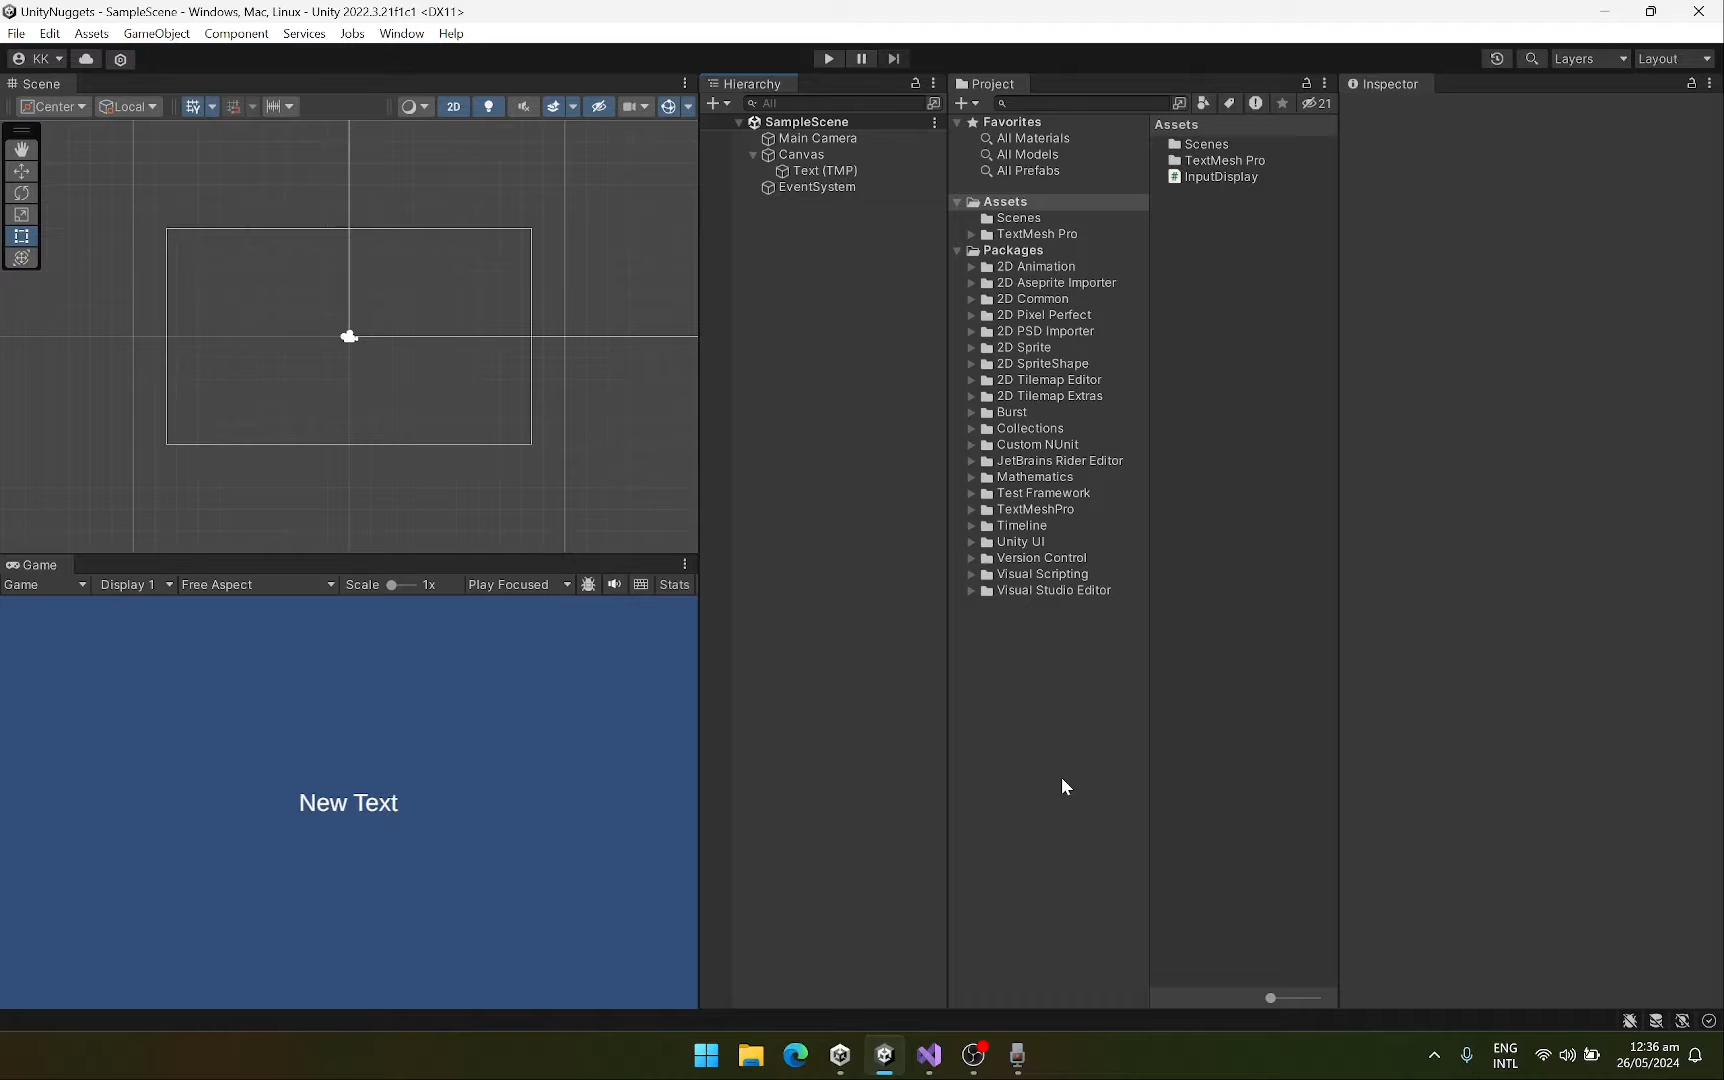 UnityNuggets - SampleScene - Windows, Mac, Linux - Unity 2022.3.21f1c1 <DX11>
File Edit Assets GameObject Component Services Jobs Window Help
KK Layers Layout
Scene
Center Local 2D
Hierarchy
All
SampleScene
Main Camera
Canvas
Text (TMP)
EventSystem
Project
21
Favorites
All Materials
All Models
All Prefabs
Assets
Scenes
TextMesh Pro
Packages
2D Animation
2D Aseprite Importer
2D Common
2D Pixel Perfect
2D PSD Importer
2D Sprite
2D SpriteShape
2D Tilemap Editor
2D Tilemap Extras
Burst
Collections
Custom NUnit
JetBrains Rider Editor
Mathematics
Test Framework
TextMeshPro
Timeline
Unity UI
Version Control
Visual Scripting
Visual Studio Editor
Assets
Scenes
TextMesh Pro
InputDisplay
Inspector
Game
Game Display 1 Free Aspect Scale 1x Play Focused Stats
New Text
ENG
INTL
12:36 am
26/05/2024